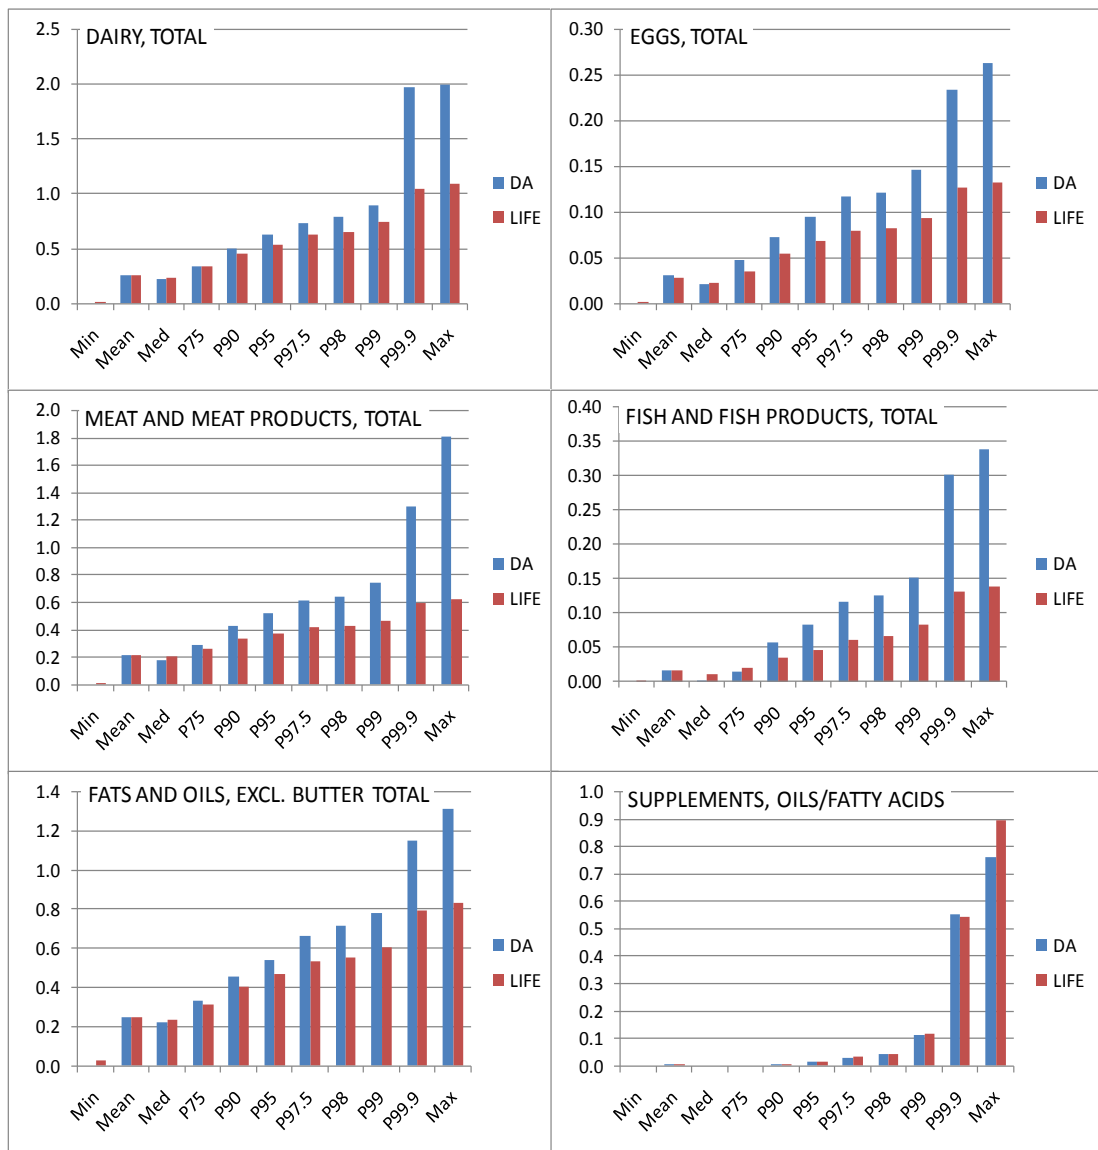 DAIRY, TOTAL
2.5
2.0
1.5
1.0
0.5
0.0
Min Mean Med P75 P90 P95 P97.5 P98 P99 P99.9 Max
DA
LIFE
EGGS, TOTAL
0.30
0.25
0.20
0.15
0.10
0.05
0.00
Min Mean Med P75 P90 P95 P97.5 P98 P99 P99.9 Max
DA
LIFE
MEAT AND MEAT PRODUCTS, TOTAL
2.0
1.8
1.6
1.4
1.2
1.0
0.8
0.6
0.4
0.2
0.0
Min Mean Med P75 P90 P95 P97.5 P98 P99 P99.9 Max
DA
LIFE
FISH AND FISH PRODUCTS, TOTAL
0.40
0.35
0.30
0.25
0.20
0.15
0.10
0.05
0.00
Min Mean Med P75 P90 P95 P97.5 P98 P99 P99.9 Max
DA
LIFE
FATS AND OILS, EXCL. BUTTER TOTAL
1.4
1.2
1.0
0.8
0.6
0.4
0.2
0.0
Min Mean Med P75 P90 P95 P97.5 P98 P99 P99.9 Max
DA
LIFE
SUPPLEMENTS, OILS/FATTY ACIDS
1.0
0.9
0.8
0.7
0.6
0.5
0.4
0.3
0.2
0.1
0.0
Min Mean Med P75 P90 P95 P97.5 P98 P99 P99.9 Max
DA
LIFE